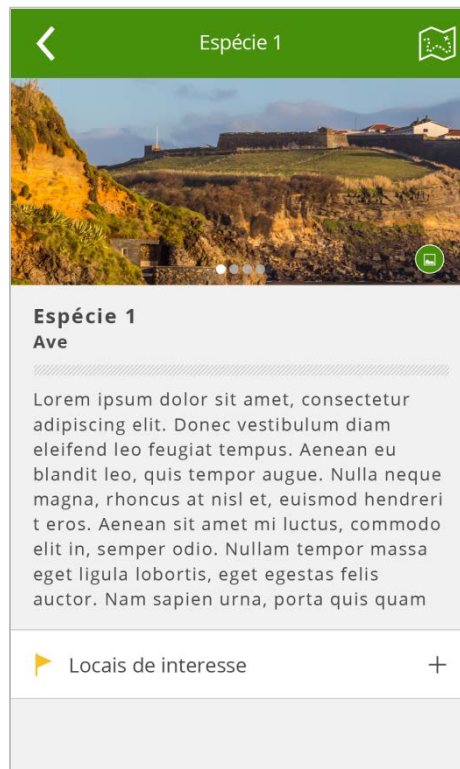 Espécie 1
Espécie 1
Ave
Lorem ipsum dolor sit amet, consectetur
adipiscing elit. Donec vestibulum diam
eleifend leo feugiat tempus. Aenean eu
blandit leo, quis tempor augue. Nulla neque
magna, rhoncus at nisl et, euismod hendreri
t eros. Aenean sit amet mi luctus, commodo
elit in, semper odio. Nullam tempor massa
eget ligula lobortis, eget egestas felis
auctor. Nam sapien urna, porta quis quam
Locais de interesse +